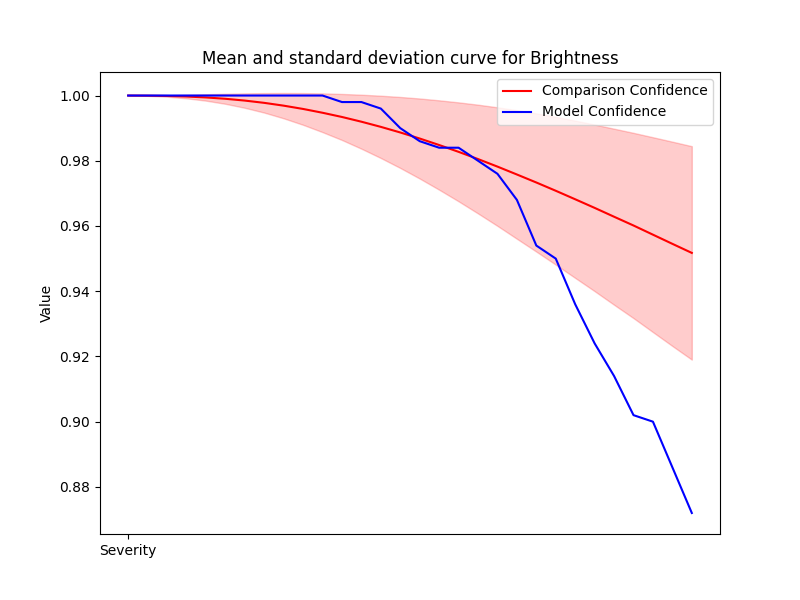 Mean and standard deviation curve for Brightness
Comparison Confidence
Model Confidence
1.00
0.98
0.96
0.94
0.92
0.90
0.88
Value
Severity